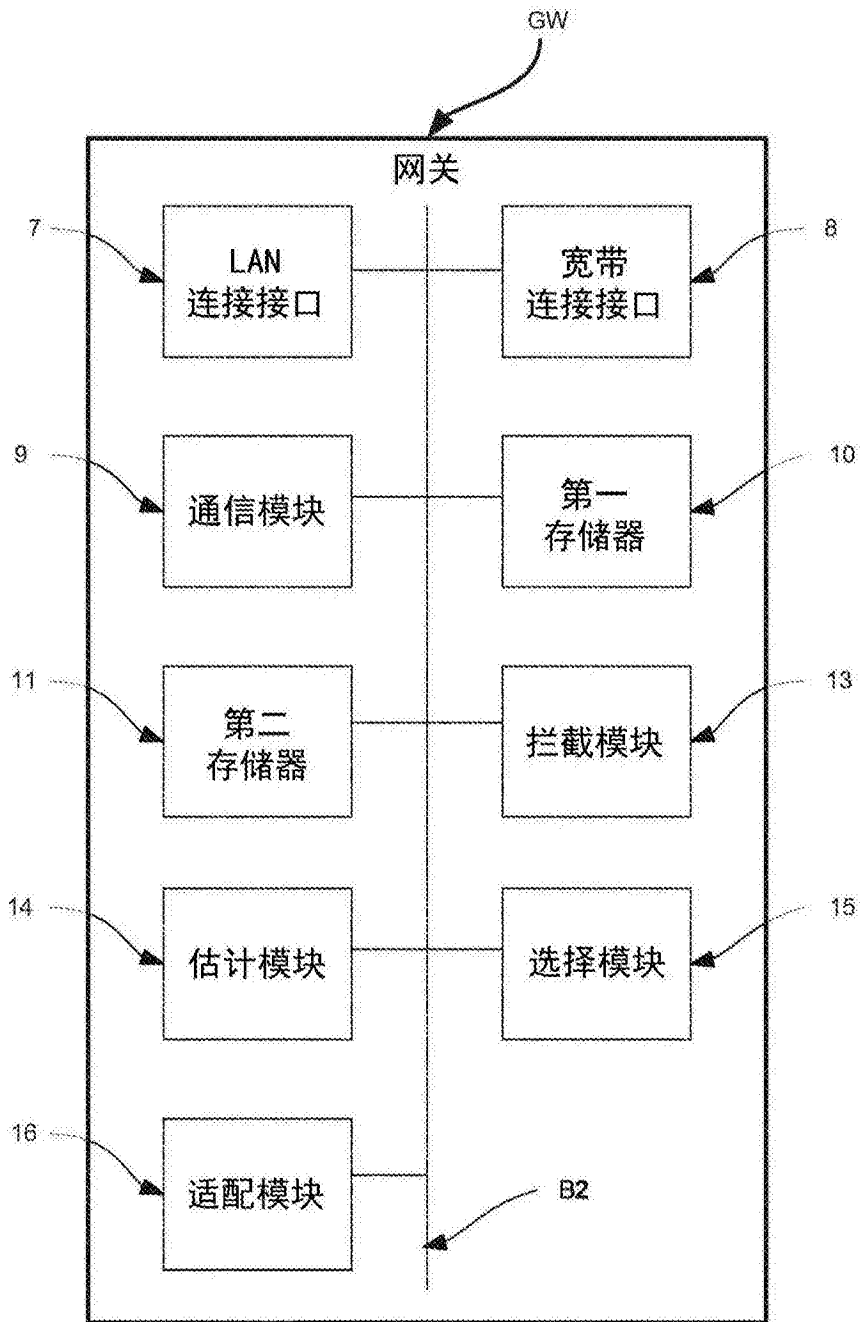 GW
网关
7
LAN
连接接口
宽带
连接接口
8
9
通信模块
第一
存储器
10
11
第二
存储器
拦截模块
13
14
估计模块
选择模块
15
16
适配模块
B2